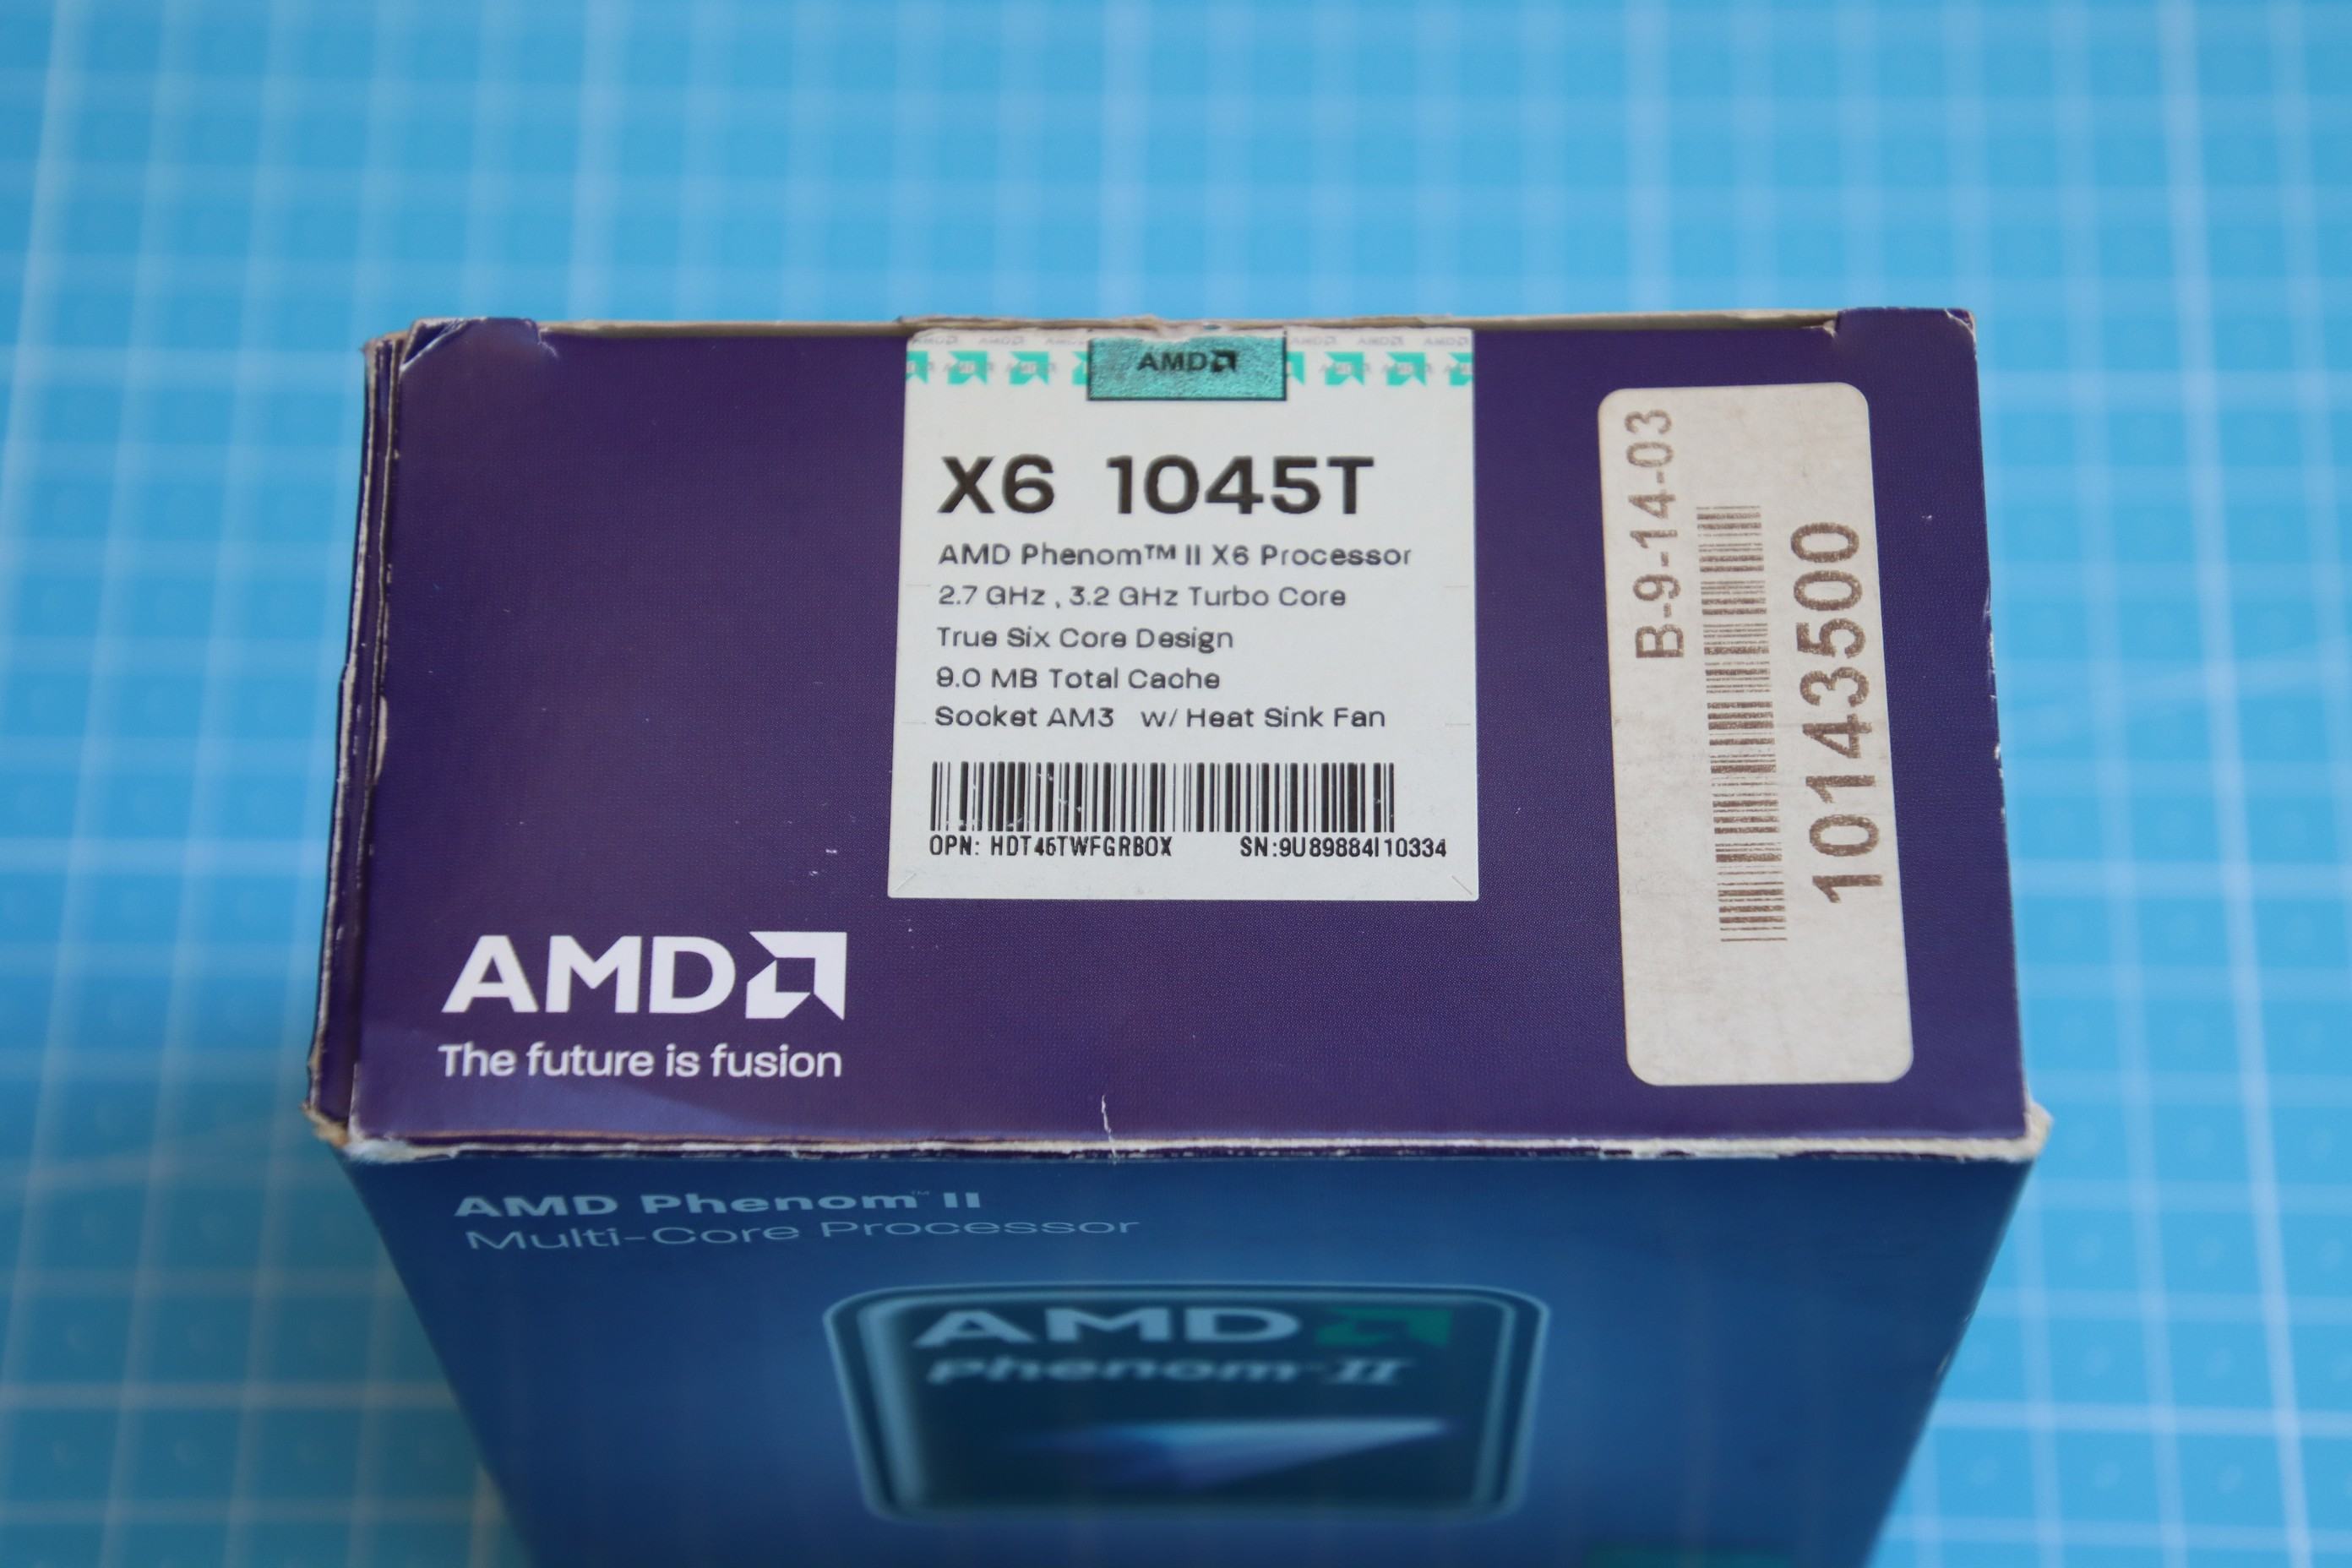 AMD
X6 1045T
AMD Phenom™ II X6 Processor
2.7 GHz , 3.2 GHz Turbo Core
True Six Core Design
9.0 MB Total Cache
Socket AM3 w/ Heat Sink Fan
OPN: HDT45TWFGRBOX SN:9U89884I10334
B-9-14-03
10143500
AMD
The future is fusion
AMD Phenom™ II
Multi-Core Processor
AMD
Phenom™ II